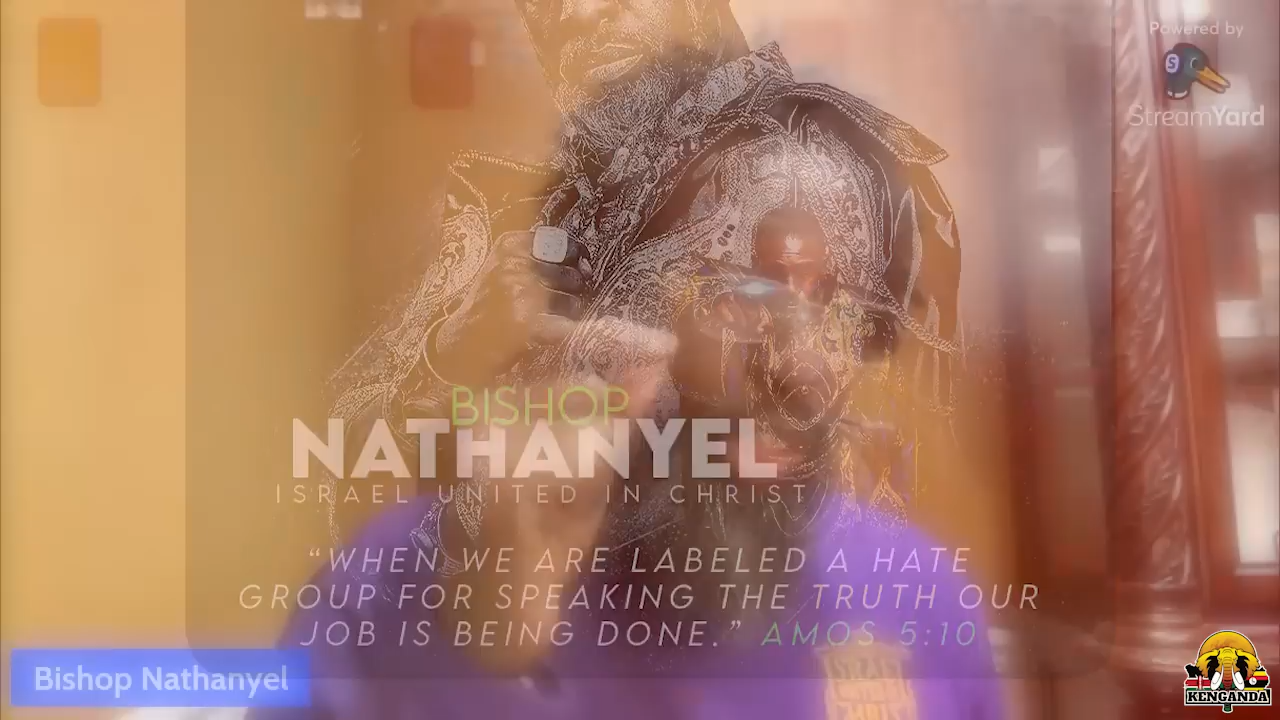 Powered by
StreamYard
BISHOP
NATHANYEL
ISRAEL UNITED IN CHRIST
“WHEN WE ARE LABELED A HATE
GROUP FOR SPEAKING THE TRUTH OUR
JOB IS BEING DONE.” AMOS 5:10
Bishop Nathanyel
KENGANDA